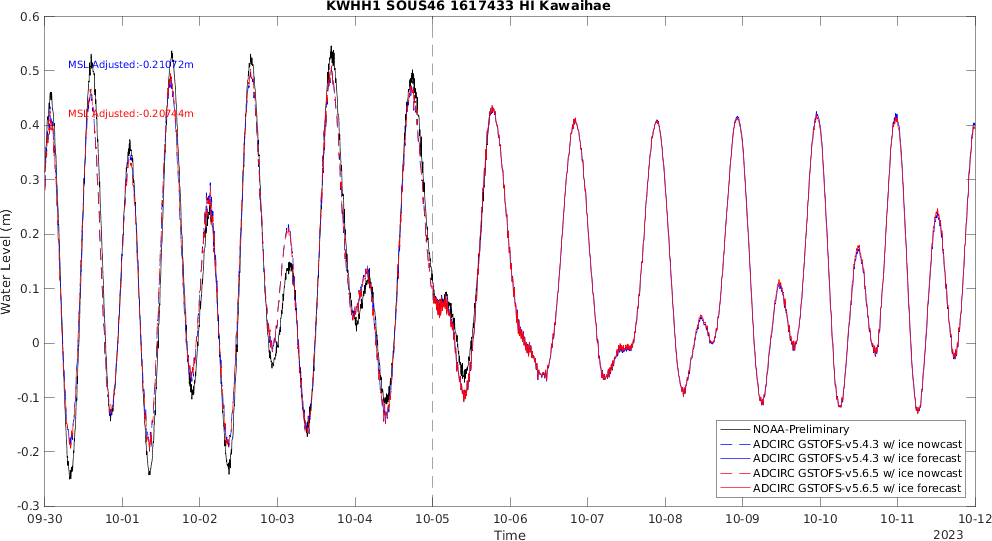 KWHH1 SOUS46 1617433 HI Kawaihae
0.6
0.5
0.4
0.3
0.2
0.1
0
-0.1
-0.2
-0.3
Water Level (m)
MSL Adjusted:-0.21072m
MSL Adjusted:-0.20744m
NOAA-Preliminary
ADCIRC GSTOFS-v5.4.3 w/ ice nowcast
ADCIRC GSTOFS-v5.4.3 w/ ice forecast
ADCIRC GSTOFS-v5.6.5 w/ ice nowcast
ADCIRC GSTOFS-v5.6.5 w/ ice forecast
09-30 10-01 10-02 10-03 10-04 10-05 10-06 10-07 10-08 10-09 10-10 10-11 10-12
Time
2023